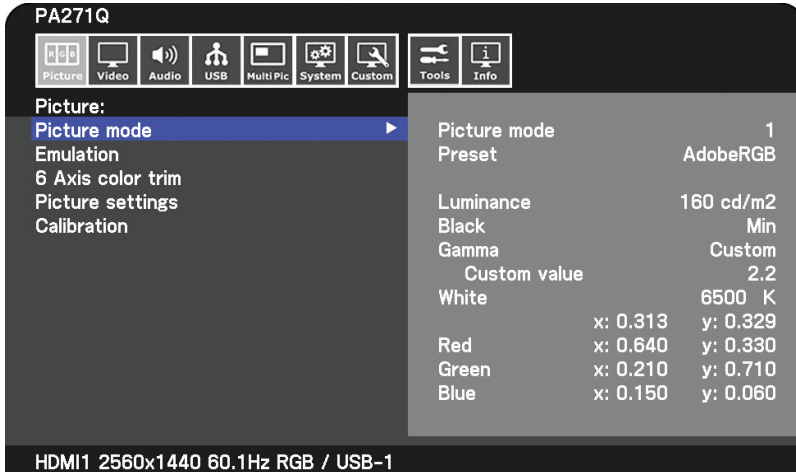 PA271Q
RGB
Picture Video Audio USB MultiPic System Custom Tools Info
Picture:
Picture mode
Emulation
6 Axis color trim
Picture settings
Calibration
Picture mode 1
Preset AdobeRGB
Luminance 160 cd/m2
Black Min
Gamma Custom
Custom value 2.2
White 6500 K
x: 0.313 y: 0.329
Red x: 0.640 y: 0.330
Green x: 0.210 y: 0.710
Blue x: 0.150 y: 0.060
HDMI1 2560x1440 60.1Hz RGB / USB-1